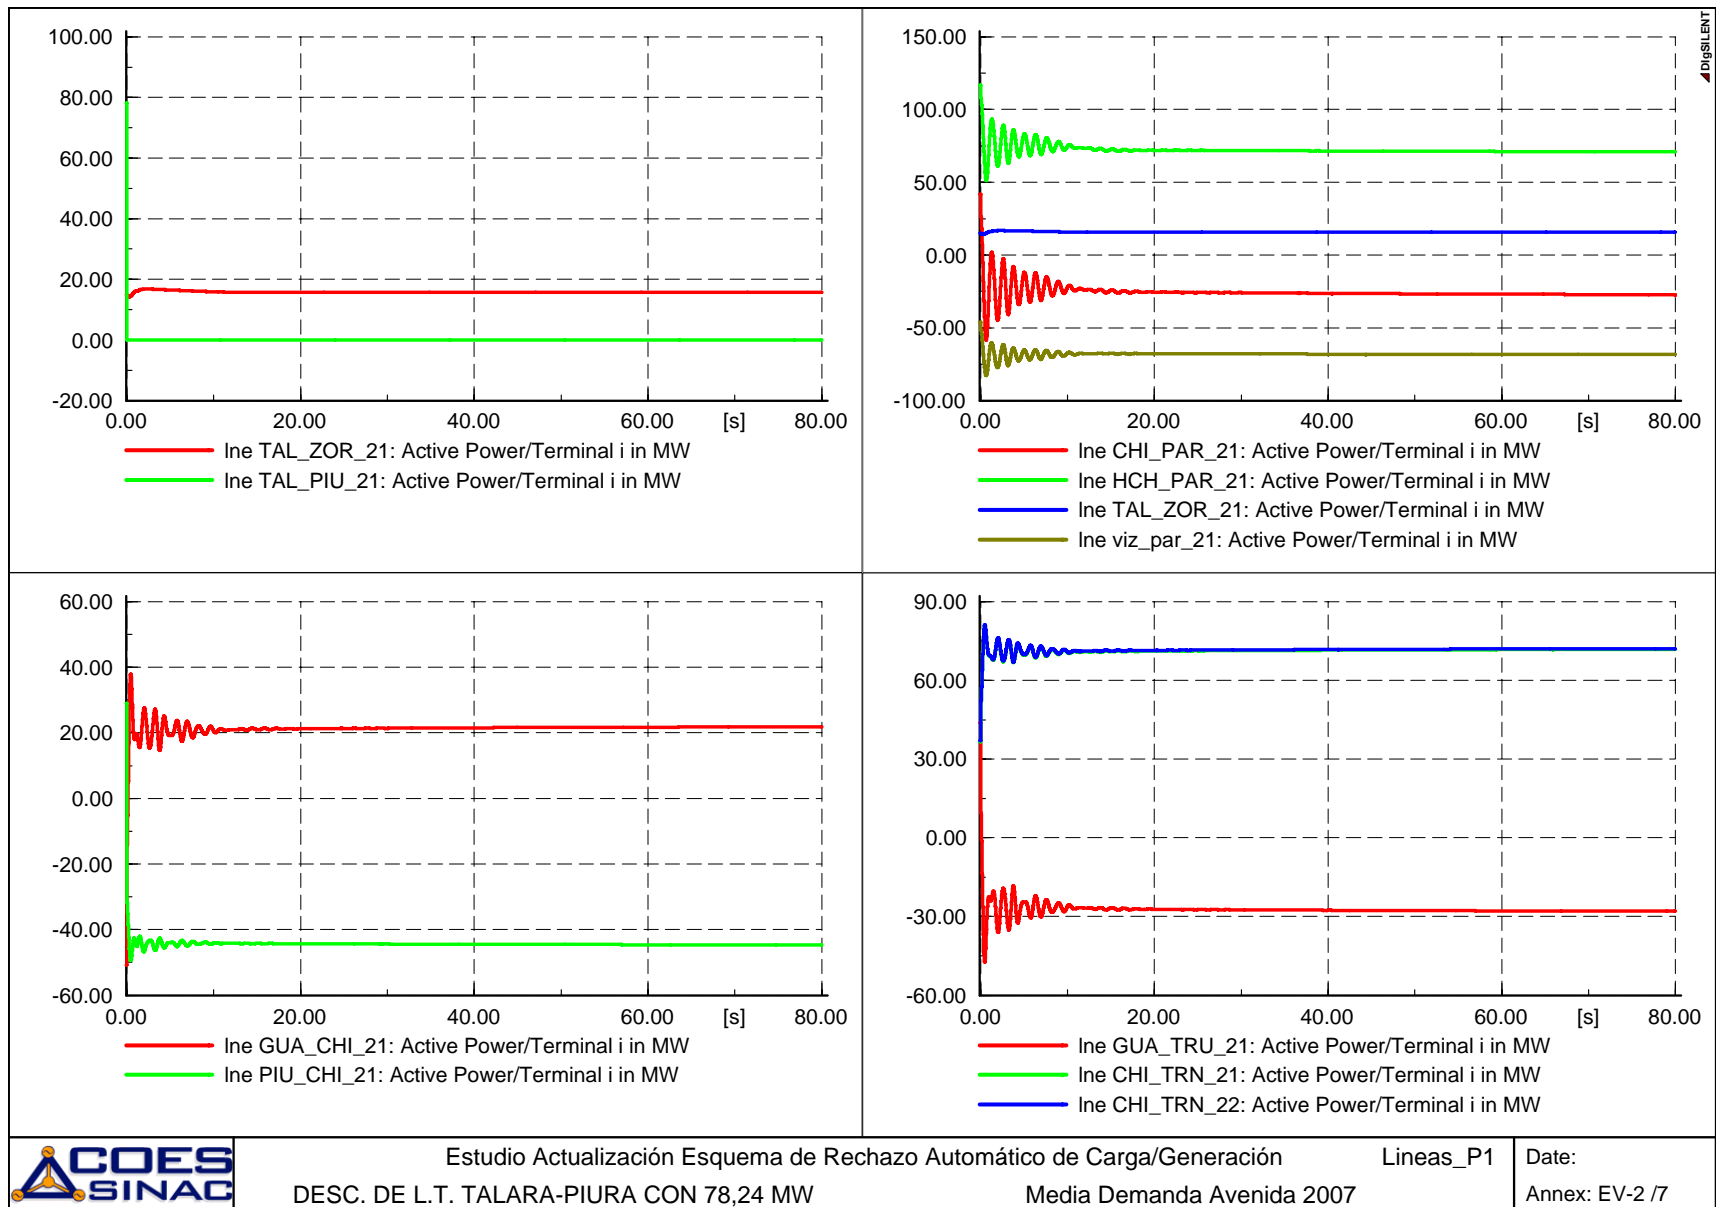 100.00
80.00
60.00
40.00
20.00
0.00
-20.00
0.00 20.00 40.00 60.00 [s] 80.00
lne TAL_ZOR_21: Active Power/Terminal i in MW
lne TAL_PIU_21: Active Power/Terminal i in MW
150.00
100.00
50.00
0.00
-50.00
-100.00
0.00 20.00 40.00 60.00 [s] 80.00
lne CHI_PAR_21: Active Power/Terminal i in MW
lne HCH_PAR_21: Active Power/Terminal i in MW
lne TAL_ZOR_21: Active Power/Terminal i in MW
lne viz_par_21: Active Power/Terminal i in MW
DIgSILENT
60.00
40.00
20.00
0.00
-20.00
-40.00
-60.00
0.00 20.00 40.00 60.00 [s] 80.00
lne GUA_CHI_21: Active Power/Terminal i in MW
lne PIU_CHI_21: Active Power/Terminal i in MW
90.00
60.00
30.00
0.00
-30.00
-60.00
0.00 20.00 40.00 60.00 [s] 80.00
lne GUA_TRU_21: Active Power/Terminal i in MW
lne CHI_TRN_21: Active Power/Terminal i in MW
lne CHI_TRN_22: Active Power/Terminal i in MW
COES
SINAC
Estudio Actualización Esquema de Rechazo Automático de Carga/Generación Lineas_P1
DESC. DE L.T. TALARA-PIURA CON 78,24 MW Media Demanda Avenida 2007
Date:
Annex: EV-2 /7